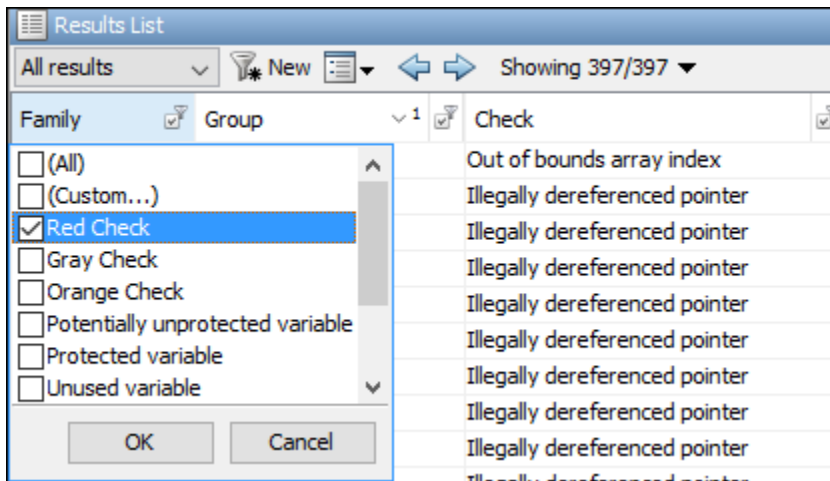 Results List
All results New Showing 397/397
Family Group 1 Check
(All) Out of bounds array index
(Custom...) Illegally dereferenced pointer
Red Check Illegally dereferenced pointer
Gray Check Illegally dereferenced pointer
Orange Check Illegally dereferenced pointer
Potentially unprotected variable Illegally dereferenced pointer
Protected variable Illegally dereferenced pointer
Unused variable Illegally dereferenced pointer
OK Cancel Illegally dereferenced pointer